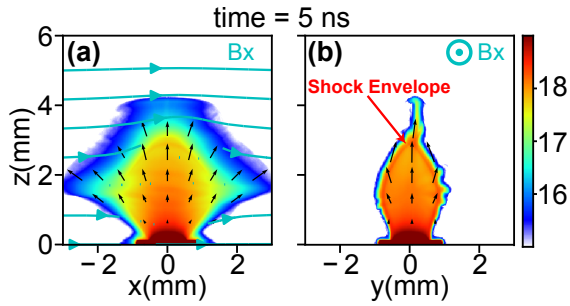 time = 5 ns
(a) Bx
(b) Bx
Shock Envelope
z(mm)
6
4
2
0
−2 0 2
x(mm)
−2 0 2
y(mm)
18
17
16